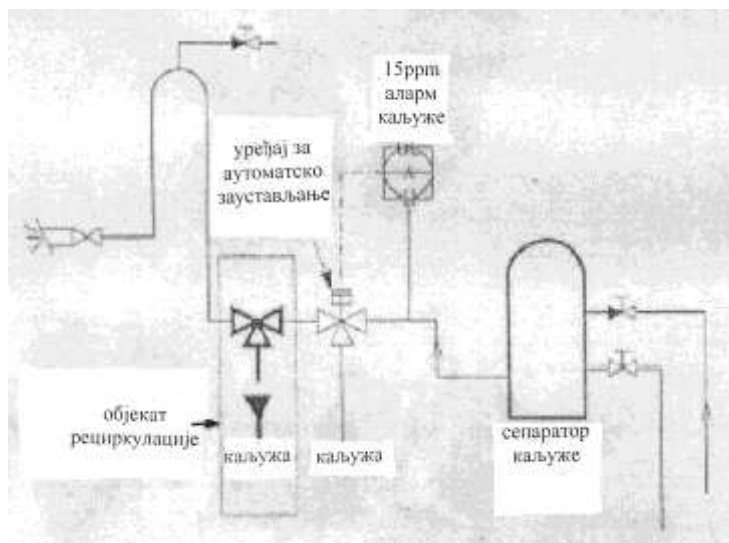 15ppm
аларм
каљуже
уређај за
аутоматско
заустављање
A
објекат
рециркулације
каљужа
каљужа
сепаратор
каљуже